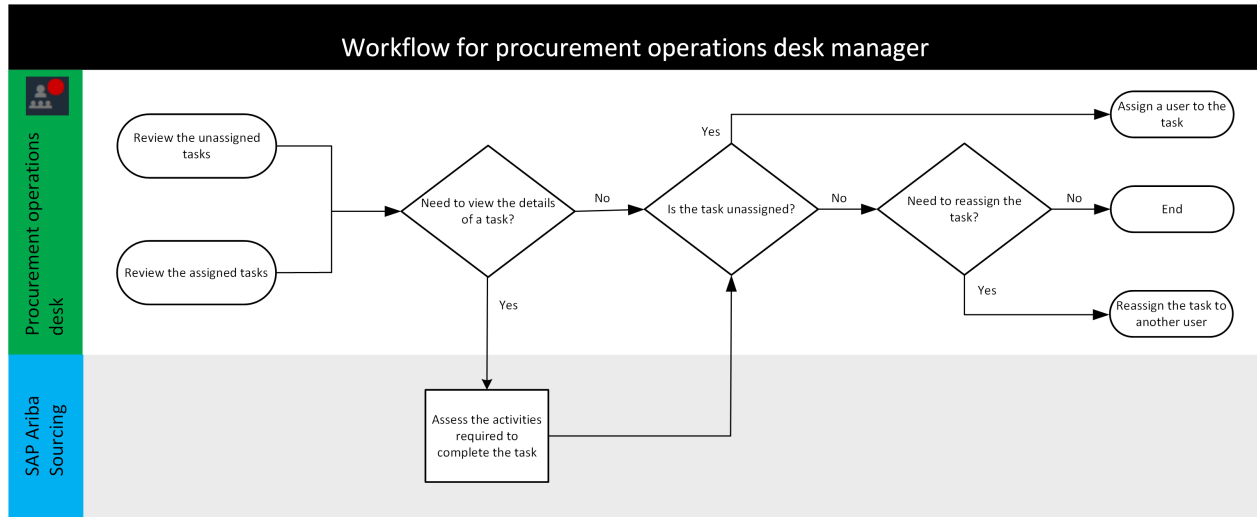 Workflow for procurement operations desk manager
Procurement operations
desk
Review the unassigned
tasks
Review the assigned tasks
Need to view the details
of a task?
No
Yes
Is the task unassigned?
Yes
No
Need to reassign the
task?
No
Yes
Assign a user to the
task
End
Reassign the task to
another user
SAP Ariba
Sourcing
Assess the activities
required to
complete the task